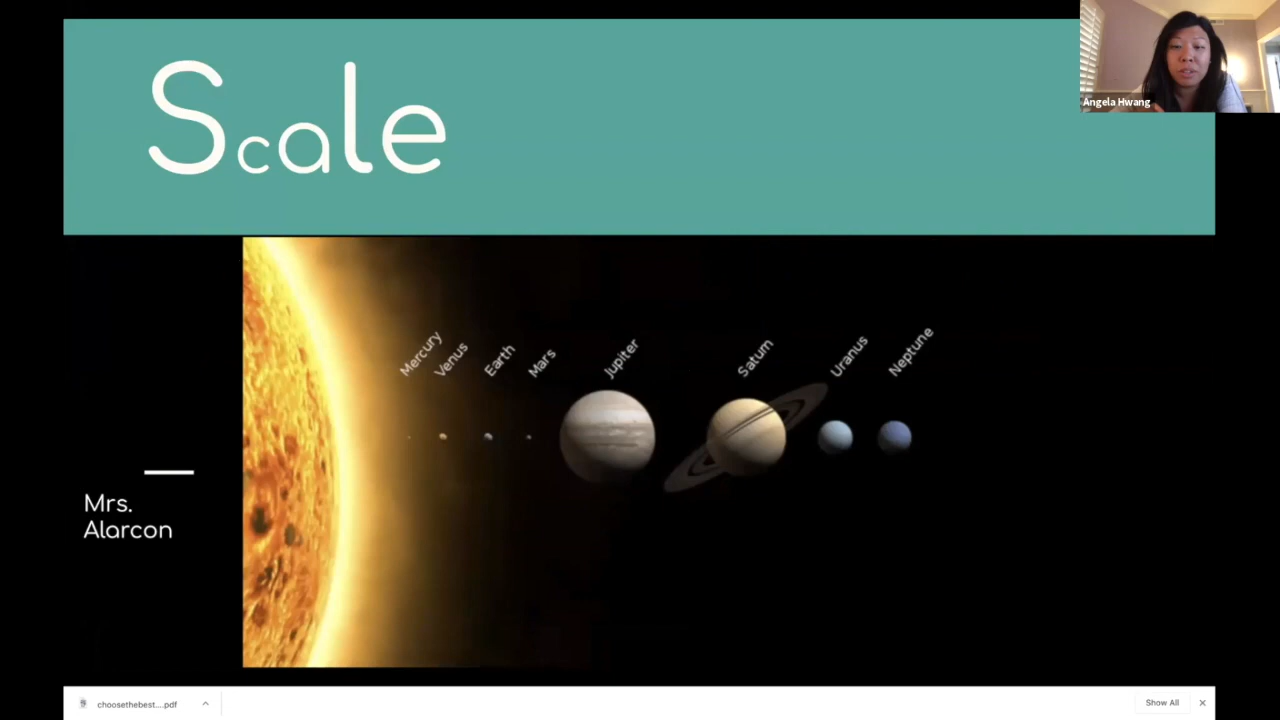 Scale
Angela Hwang
Mercury
Venus
Earth
Mars
Jupiter
Saturn
Uranus
Neptune
Mrs.
Alarcon
choosethebest....pdf
Show All